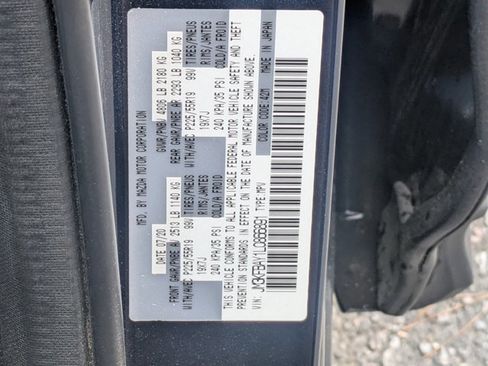 MFD. BY MAZDA MOTOR CORPORATION
DATE 07/20 GVWR/PNBV 4806 LB 2180 KG
FRONT GAWR/PNBE A 2513 LB 1140 KG REAR GAWR/PNBE AR 2293 LB 1040 KG
WITH/AVEC P225/55R19 99V TIRES/PNEUS WITH/AVEC P225/55R19 99V TIRES/PNEUS
19X7J RIMS/JANTES 19X7J RIMS/JANTES
240 KPA/35 PSI COLD/A FROID 240 KPA/35 PSI COLD/A FROID
THIS VEHICLE CONFORMS TO ALL APPLICABLE FEDERAL MOTOR VEHICLE SAFETY AND THEFT
PREVENTION STANDARDS IN EFFECT ON THE DATE OF MANUFACTURE SHOWN ABOVE.
COLOR CODE:42M MADE IN JAPAN
VIN: TYPE:MPV